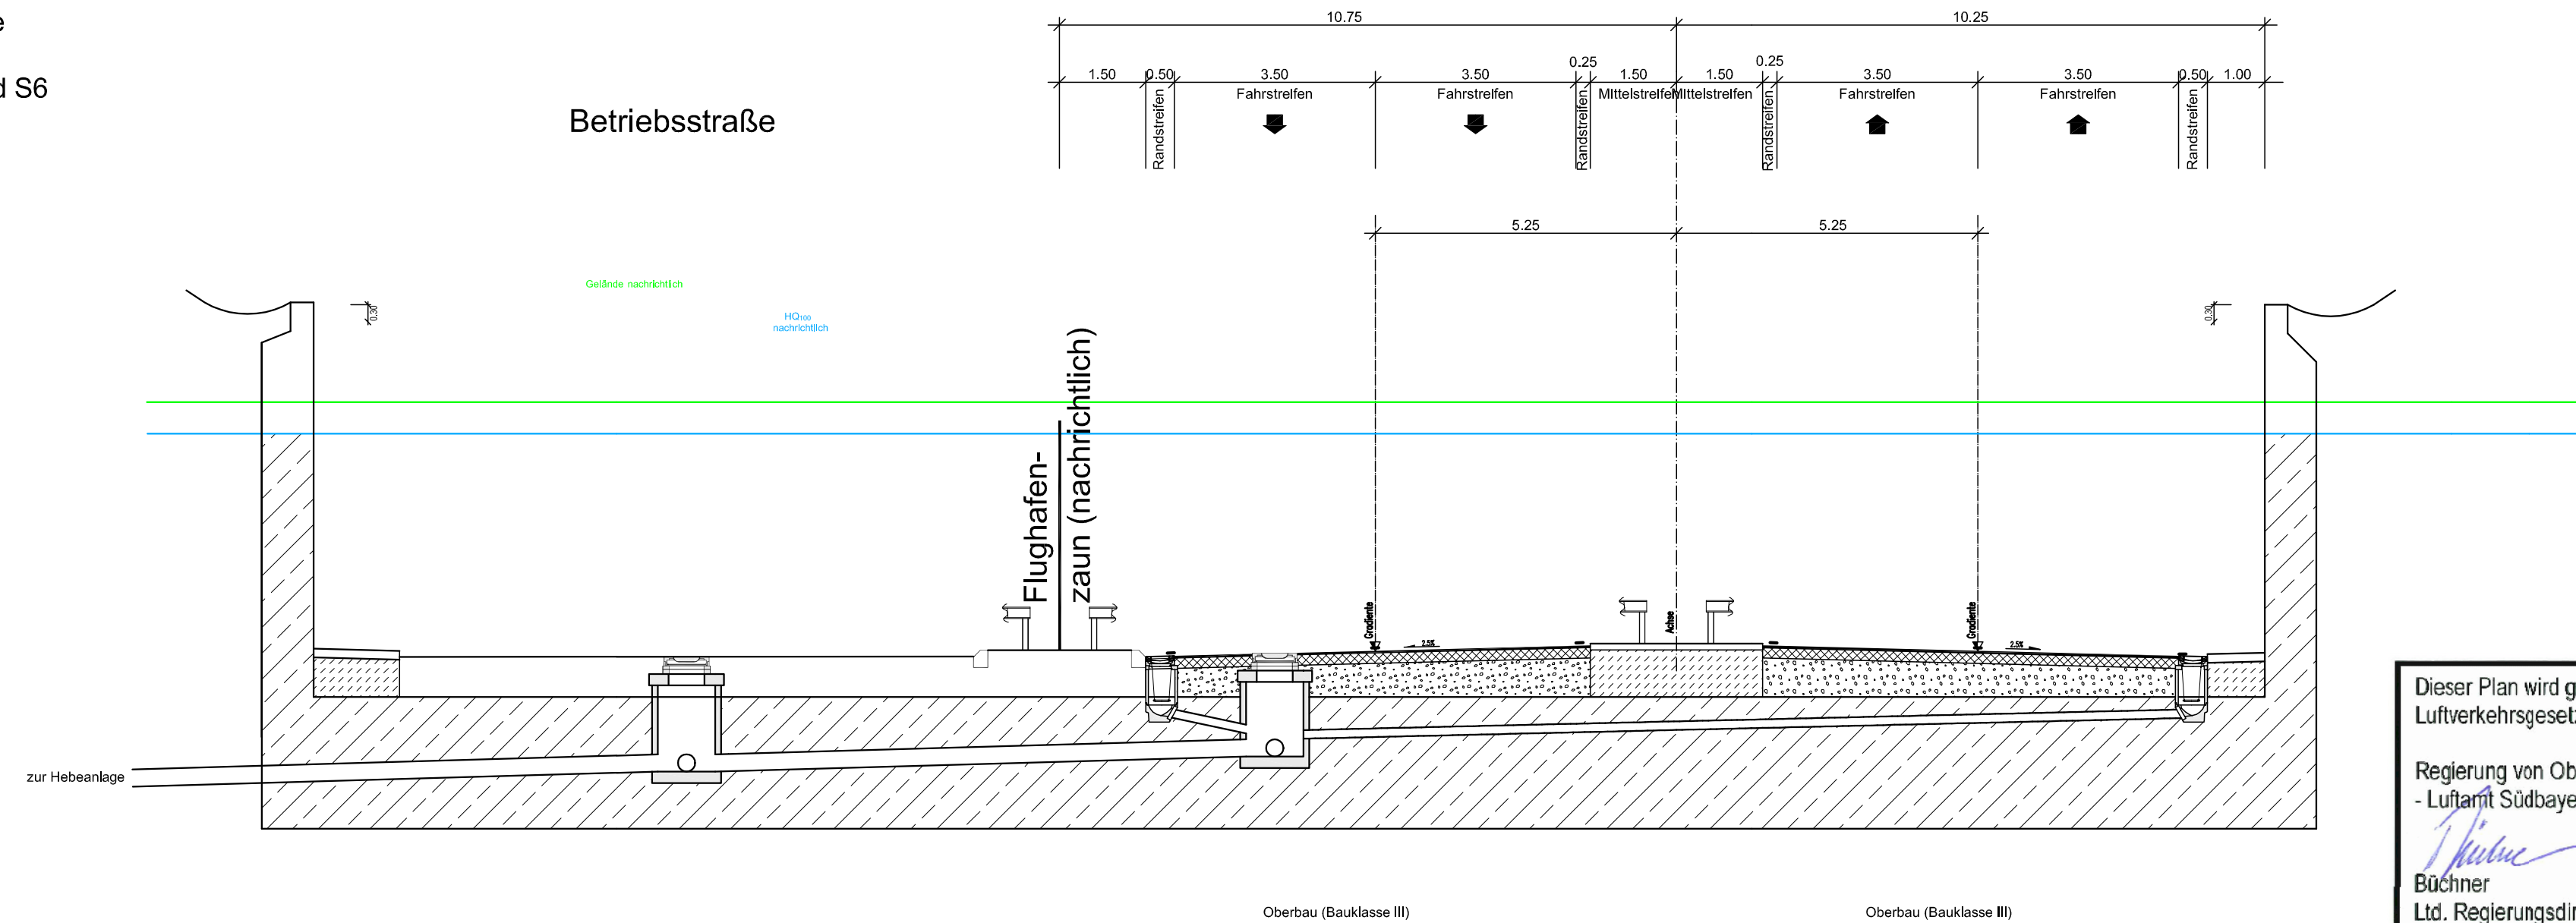 10.75
10.25
e
1.50
0.50
3.50
3.50
0.25
1.50
1.50
0.25
3.50
3.50
0.50
1.00
d S6
Betriebsstraße
Randstreifen
Fahrstreifen
Fahrstreifen
Randstreifen
Mittelstreifen
Mittelstreifen
Randstreifen
Fahrstreifen
Fahrstreifen
Randstreifen
5.25
5.25
Gelände nachrichtlich
HQ100
nachrichtlich
0.30
0.30
Flughafen-
zaun (nachrichtlich)
Gradiente
Achse
Gradiente
2.5%
2.5%
zur Hebeanlage
Dieser Plan wird g
Luftverkehrsgeset
Regierung von Ob
- Luftamt Südbaye
Büchner
Ltd. Regierungsdi
Oberbau (Bauklasse III)
Oberbau (Bauklasse III)